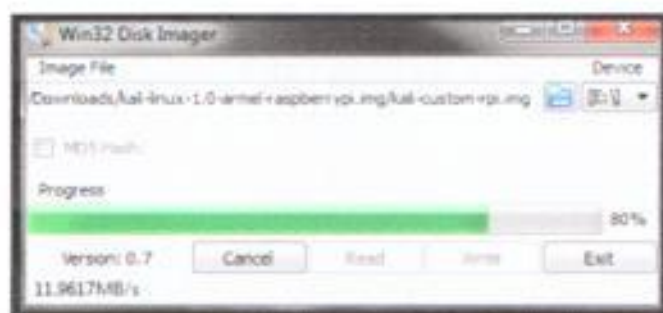 Win32 Disk Imager
Image File Device
/Downloads/kali-linux-1.0-armel-raspberrypi.img/kali-custom-rpi.img [E:\]
MD5 Hash:
Progress
80%
Version: 0.7 Cancel Read Write Exit
11.9617MB/s